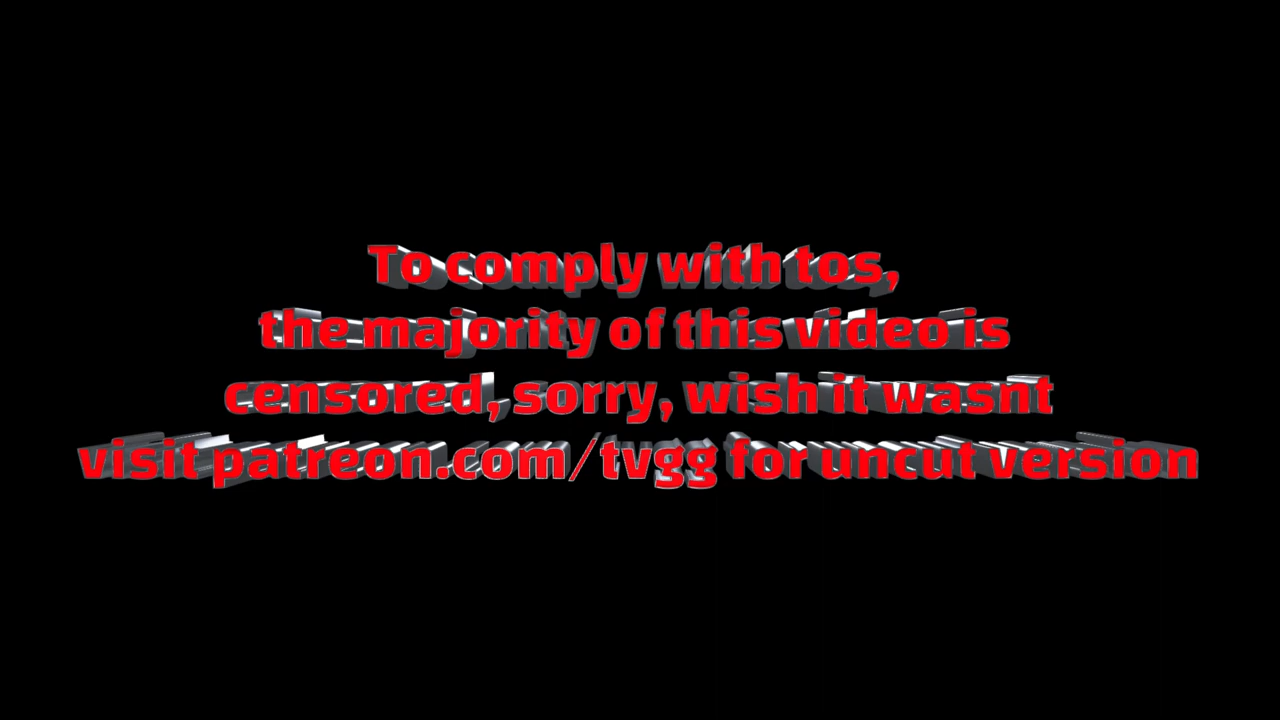 To comply with tos,
the majority of this video is
censored, sorry, wish it wasnt
visit patreon.com/tvgg for uncut version